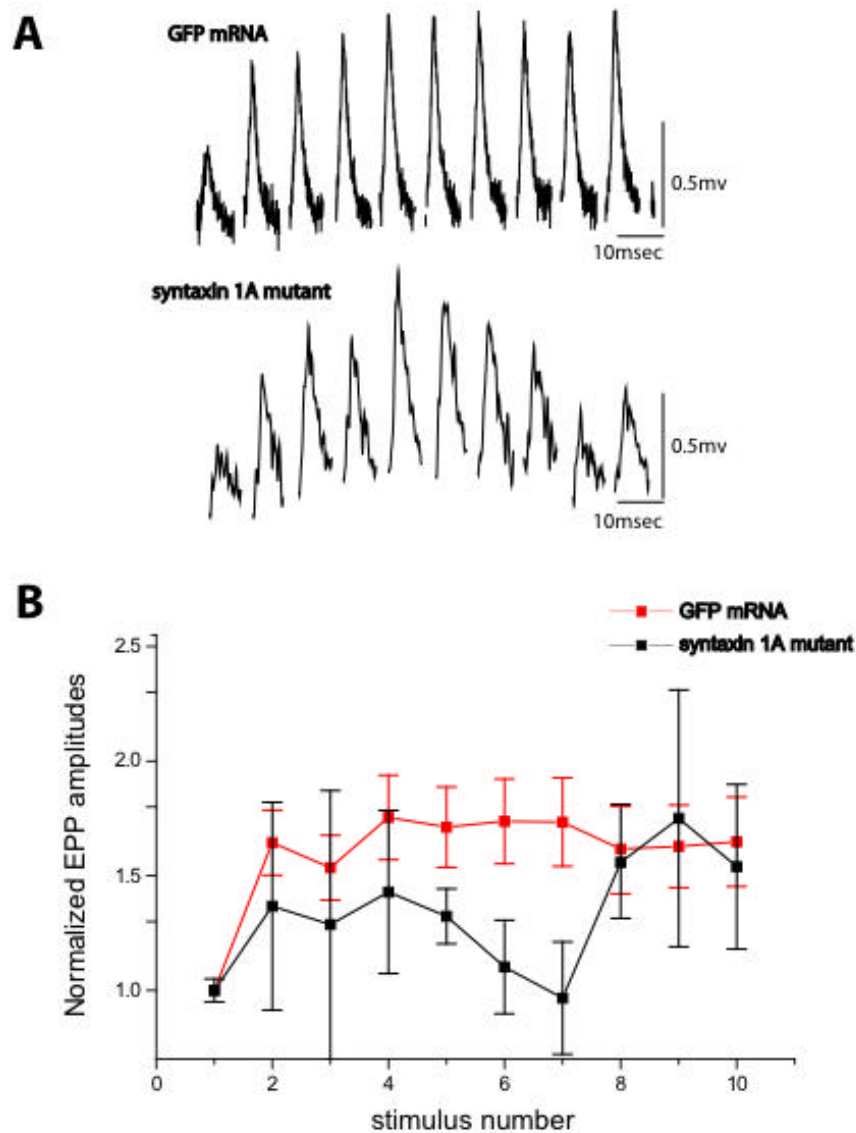 A
GFP mRNA
0.5mv
10msec
syntaxin 1A mutant
0.5mv
10msec
B
GFP mRNA
syntaxin 1A mutant
Normalized EPP amplitudes
2.5
2.0
1.5
1.0
0 2 4 6 8 10
stimulus number